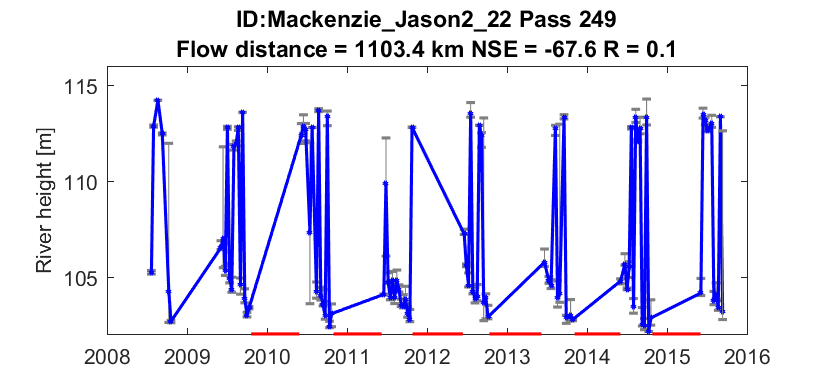 ID:Mackenzie_Jason2_22 Pass 249
Flow distance = 1103.4 km NSE = -67.6 R = 0.1
115
110
105
River height [m]
2008 2009 2010 2011 2012 2013 2014 2015 2016